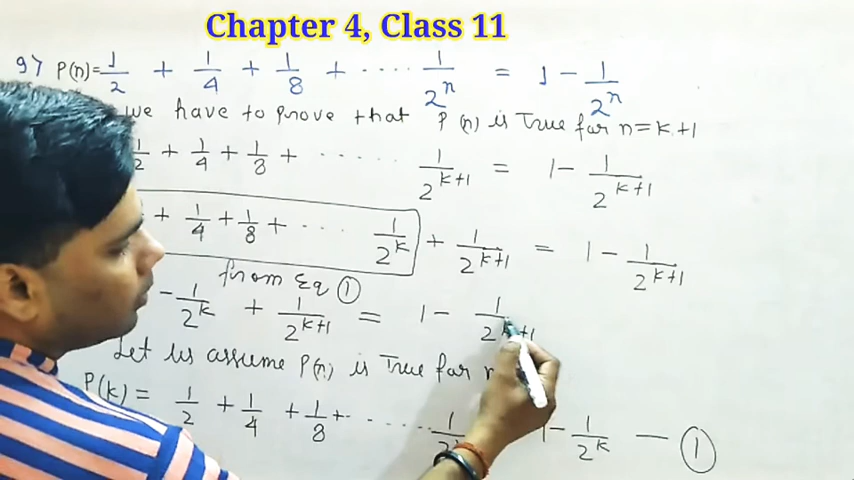 Chapter 4, Class 11
9> P(n)= 1/2 + 1/4 + 1/8 + ..... 1/2^n = 1 - 1/2^n
we have to prove that P(n) is True for n=k+1
1/2 + 1/4 + 1/8 + ...... 1/2^(k+1) = 1 - 1/2^(k+1)
+ 1/4 + 1/8 + ... 1/2^k + 1/2^(k+1) = 1 - 1/2^(k+1)
from Eq ①
- 1/2^k + 1/2^(k+1) = 1 - 1/2^(k+1)
Let us assume P(n) is True for
P(k) = 1/2 + 1/4 + 1/8 + ...... 1 - 1/2^k — ①